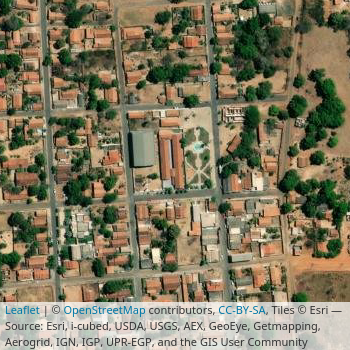 Leaflet | © OpenStreetMap contributors, CC-BY-SA, Tiles © Esri —
Source: Esri, i-cubed, USDA, USGS, AEX, GeoEye, Getmapping,
Aerogrid, IGN, IGP, UPR-EGP, and the GIS User Community